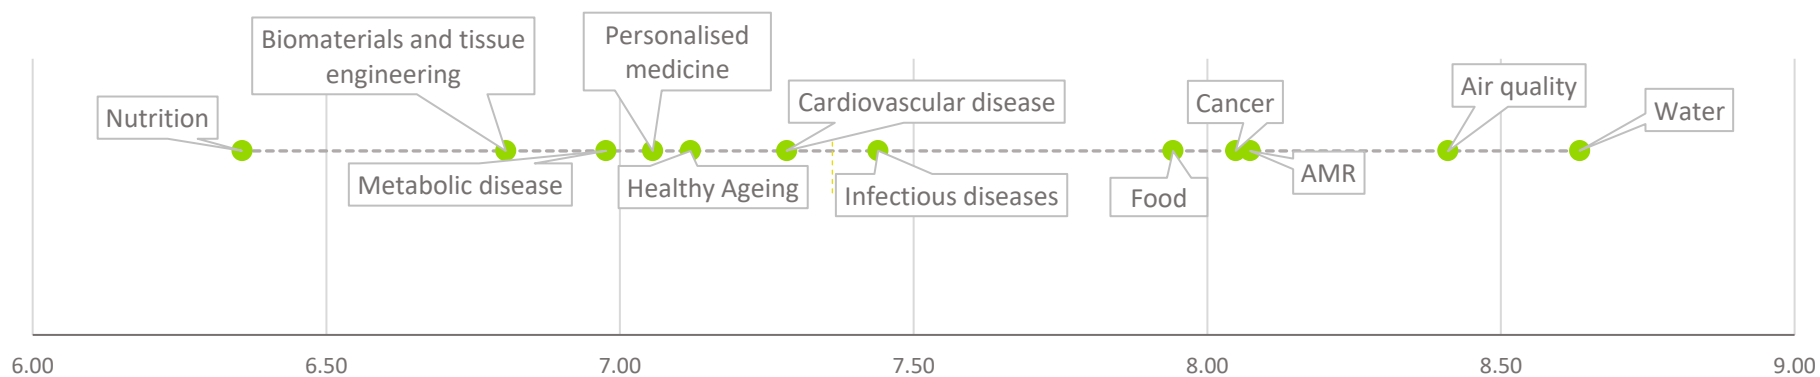 Nutrition
Biomaterials and tissue
engineering
Metabolic disease
Personalised
medicine
Healthy Ageing
Cardiovascular disease
Infectious diseases
Food
Cancer
AMR
Air quality
Water
6.00
6.50
7.00
7.50
8.00
8.50
9.00